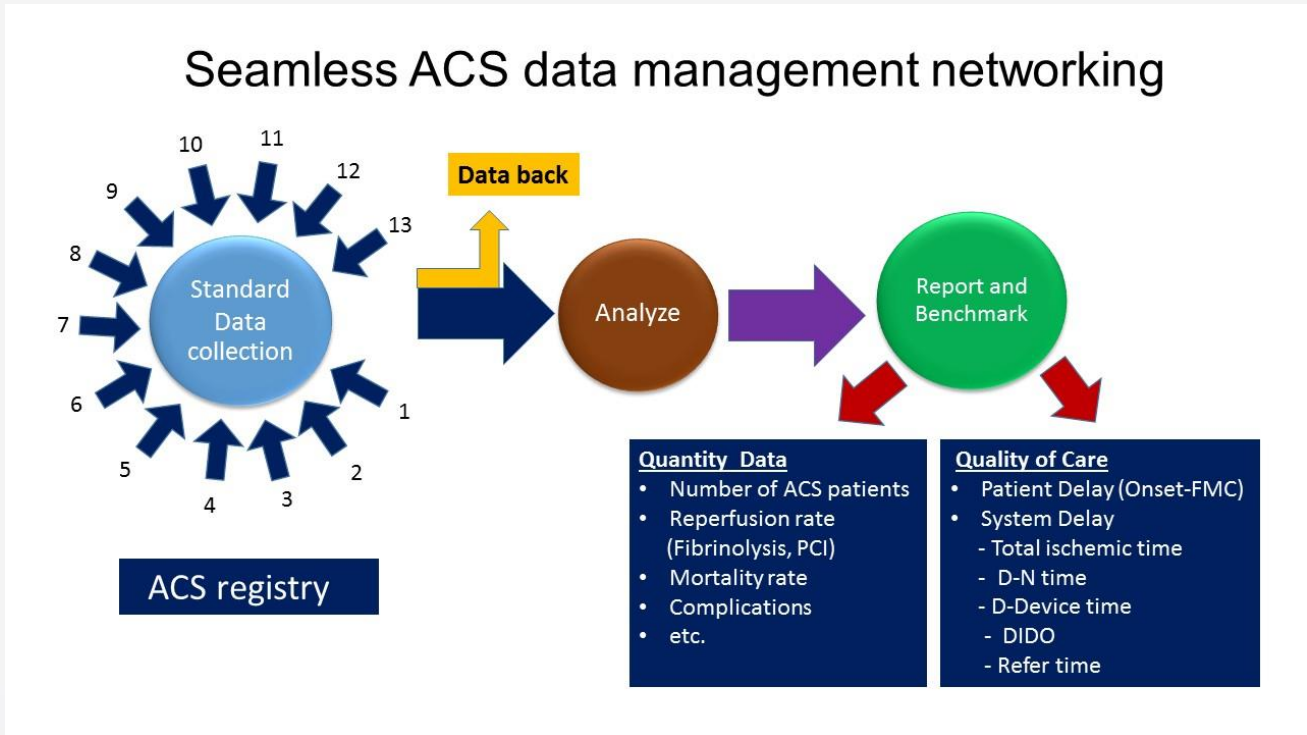 Seamless ACS data management networking
10
11
12
13
9
8
7
6
5
4
3
2
1
Standard
Data
collection
ACS registry
Data back
Analyze
Report and
Benchmark
Quantity Data
• Number of ACS patients
• Reperfusion rate
(Fibrinolysis, PCI)
• Mortality rate
• Complications
• etc.
Quality of Care
• Patient Delay (Onset-FMC)
• System Delay
- Total ischemic time
- D-N time
- D-Device time
- DIDO
- Refer time